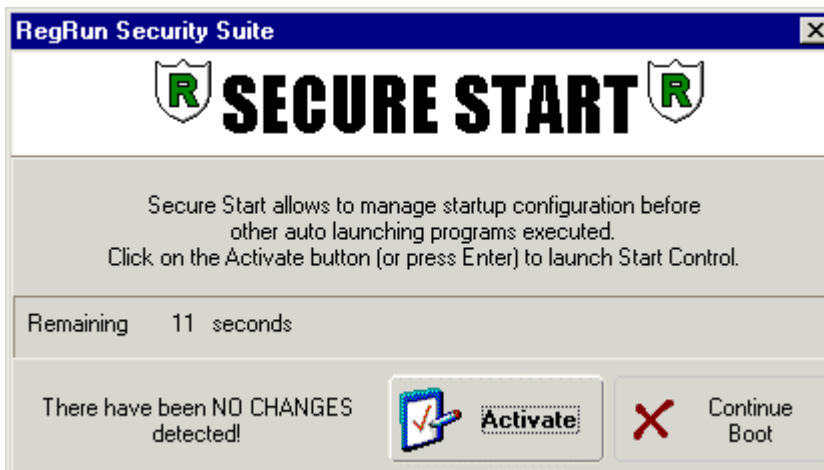 RegRun Security Suite
R SECURE START R
Secure Start allows to manage startup configuration before
other auto launching programs executed.
Click on the Activate button (or press Enter) to launch Start Control.
Remaining 11 seconds
There have been NO CHANGES
detected!
Activate
Continue
Boot